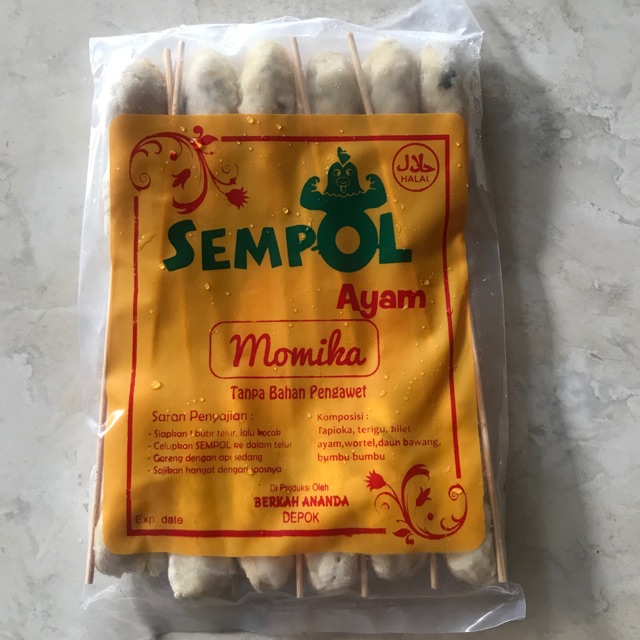 حلال
HALAL
SEMPOL
Ayam
Momika
Tanpa Bahan Pengawet
Saran Penyajian :
- Siapkan 1 butir telur, lalu kocok
- Celupkan SEMPOL ke dalam telur
- Goreng dengan api sedang
- Sajikan hangat dengan saosnya
Komposisi :
Tapioka, terigu, filet
ayam,wortel,daun bawang,
bumbu-bumbu
Di Produksi Oleh
BERKAH ANANDA
DEPOK
Exp. date